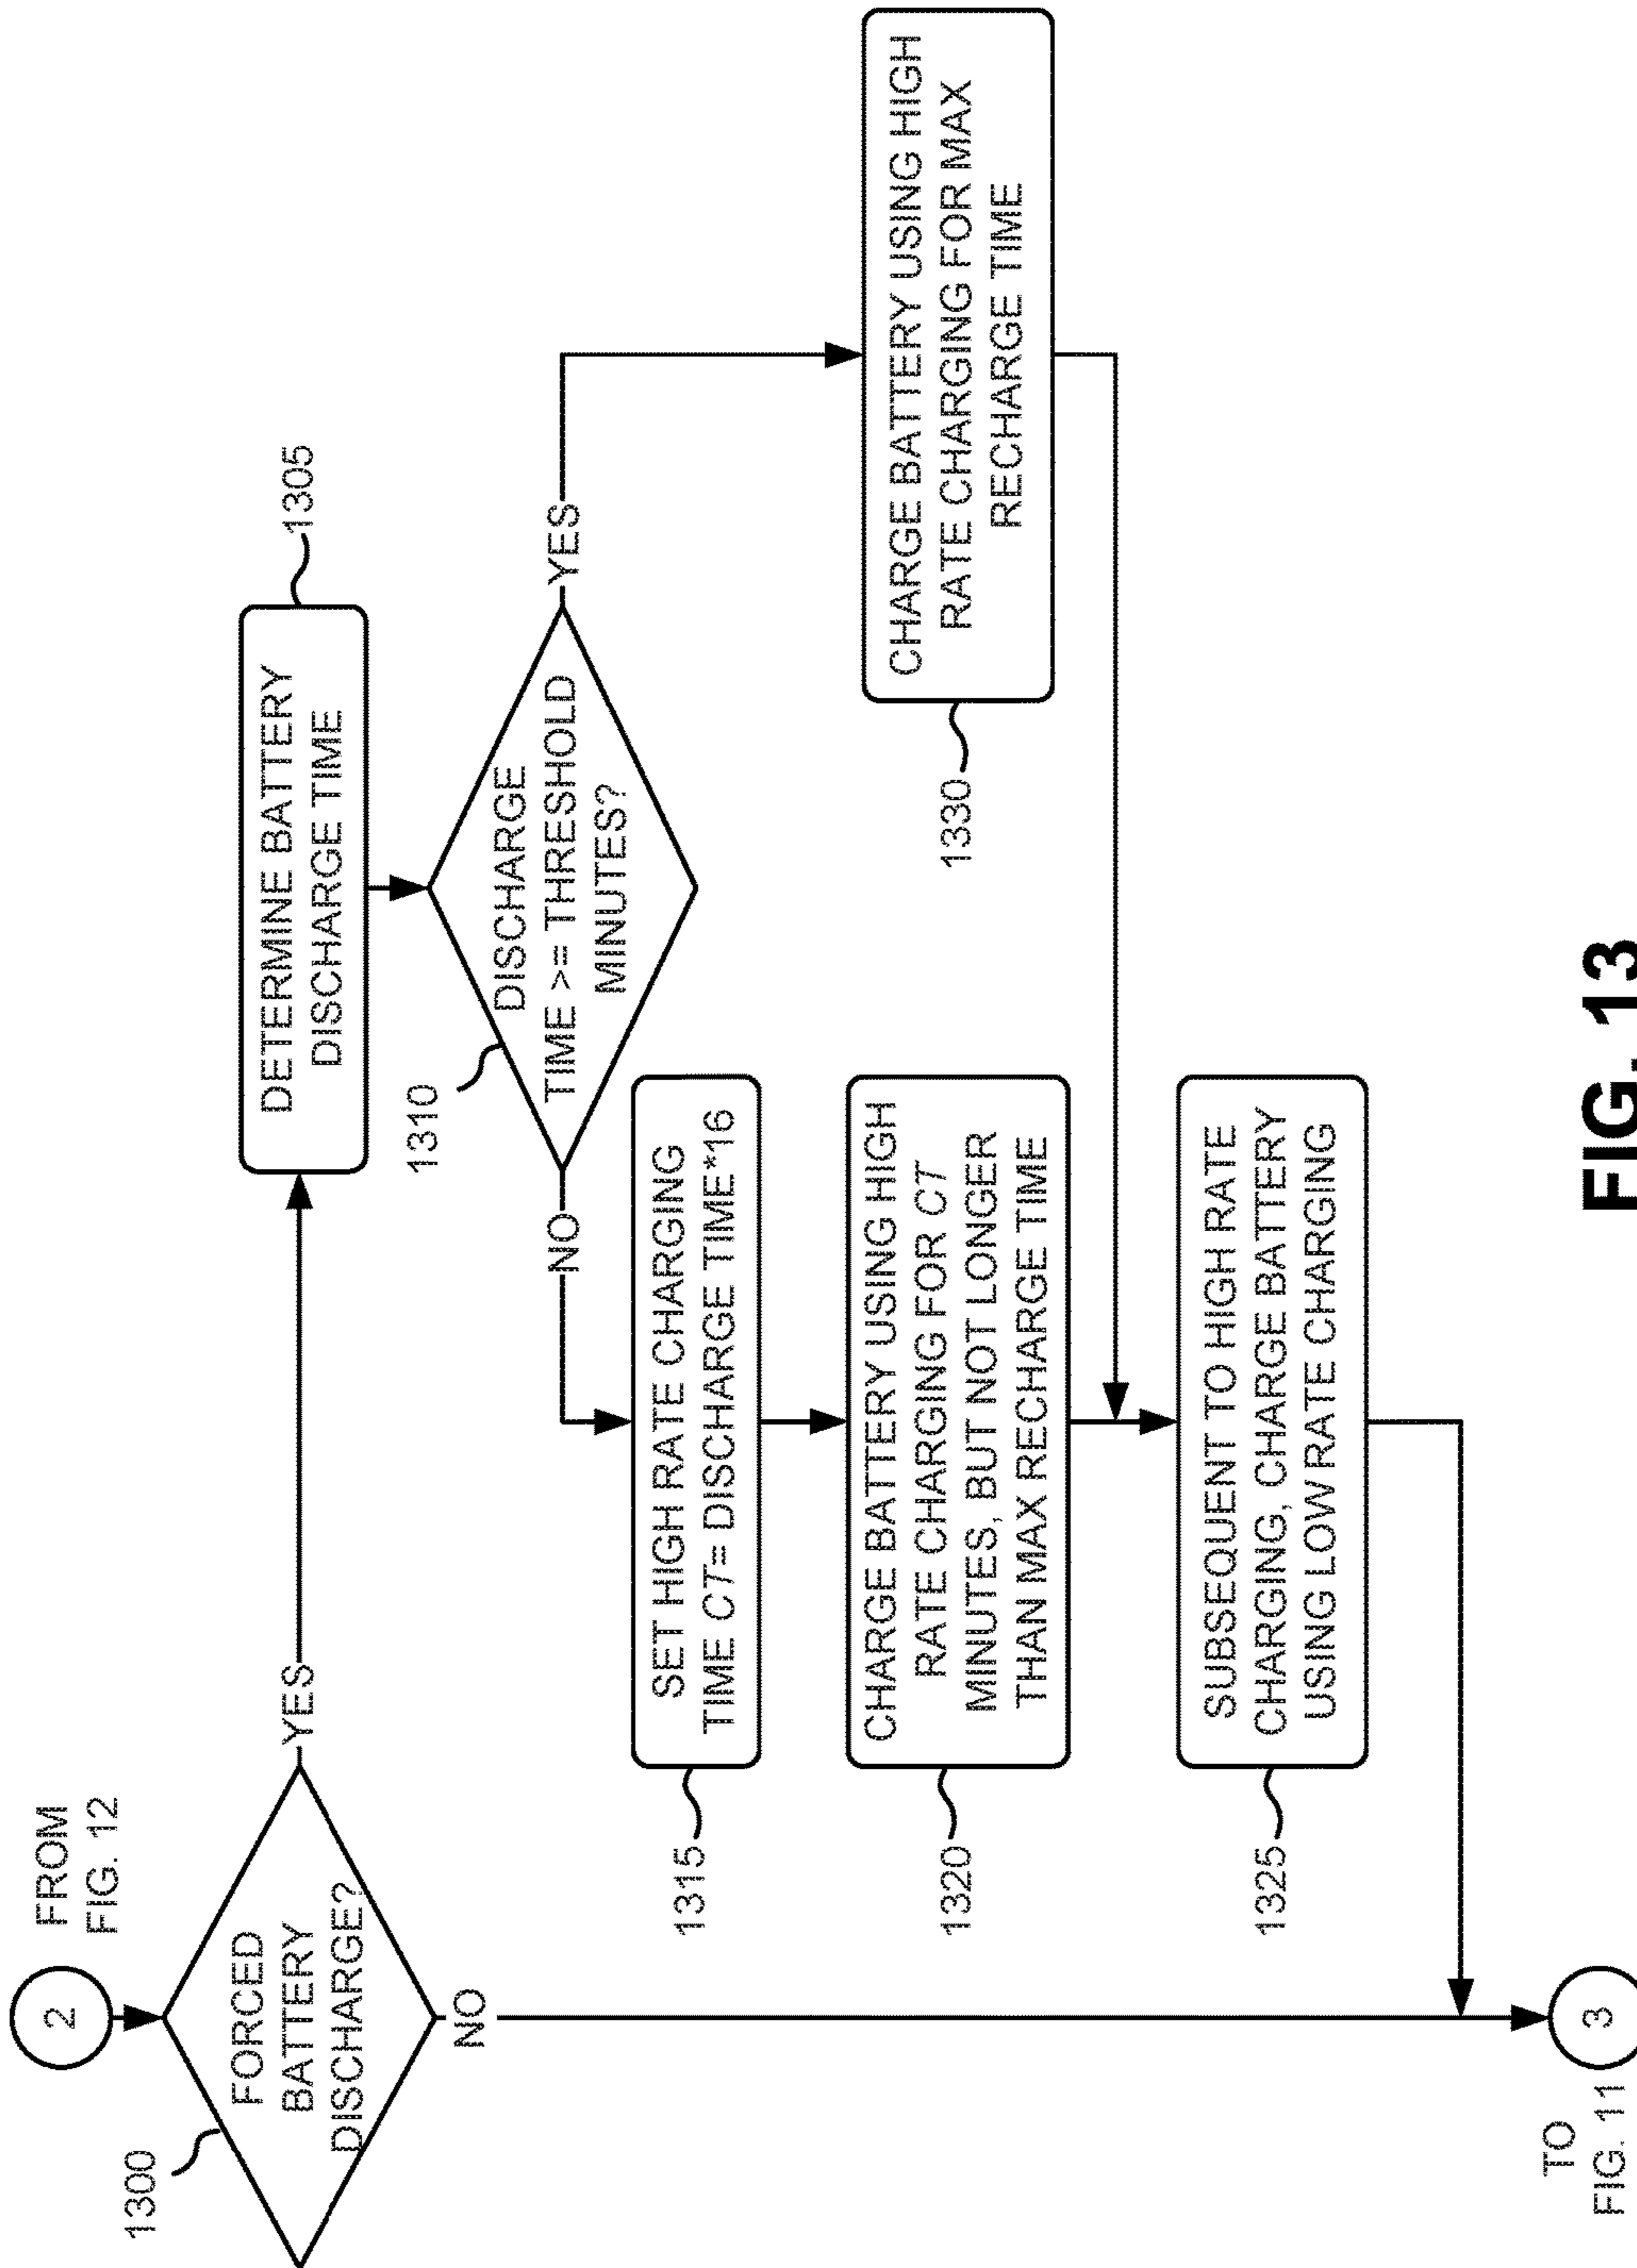 2
FROM
FIG. 12
1300
FORCED
BATTERY
DISCHARGE?
YES
NO
DETERMINE BATTERY
DISCHARGE TIME
1305
1310
DISCHARGE
TIME >= THRESHOLD
MINUTES?
NO
YES
1315
SET HIGH RATE CHARGING
TIME CT= DISCHARGE TIME*16
1320
CHARGE BATTERY USING HIGH
RATE CHARGING FOR CT
MINUTES, BUT NOT LONGER
THAN MAX RECHARGE TIME
1330
CHARGE BATTERY USING HIGH
RATE CHARGING FOR MAX
RECHARGE TIME
1325
SUBSEQUENT TO HIGH RATE
CHARGING, CHARGE BATTERY
USING LOW RATE CHARGING
TO
FIG. 11
3
FIG. 13